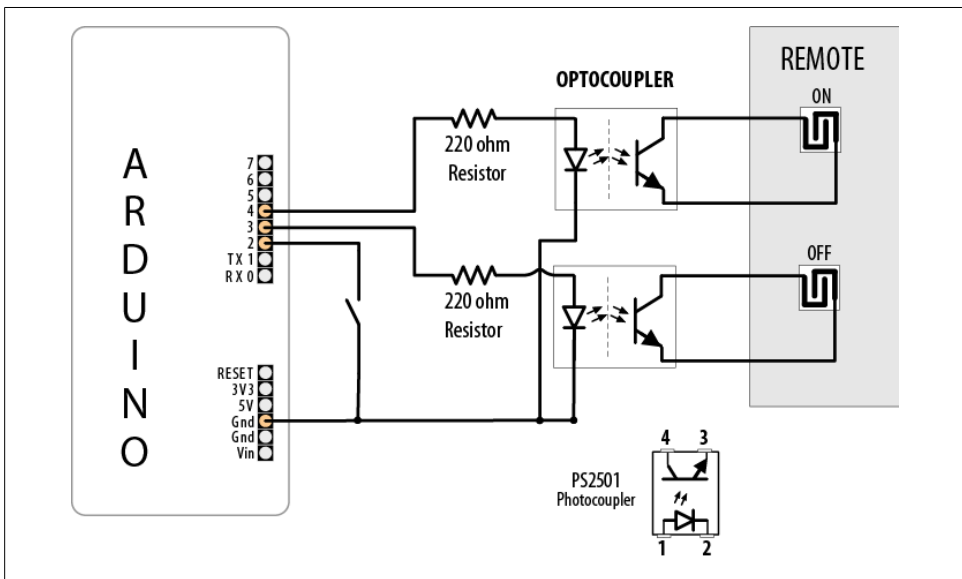 ARDUINO
7
6
5
4
3
2
TX 1
RX 0
RESET
3V3
5V
Gnd
Gnd
Vin
220 ohm
Resistor
220 ohm
Resistor
OPTOCOUPLER
REMOTE
ON
OFF
PS2501
Photocoupler
4 3
1 2